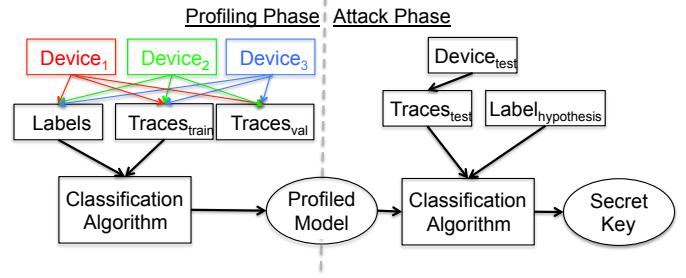 Profiling Phase Attack Phase
Device1 Device2 Device3
Devicetest
Labels Tracestrain Tracesval
Tracestest Labelhypothesis
Classification Algorithm
Profiled Model
Classification Algorithm
Secret Key